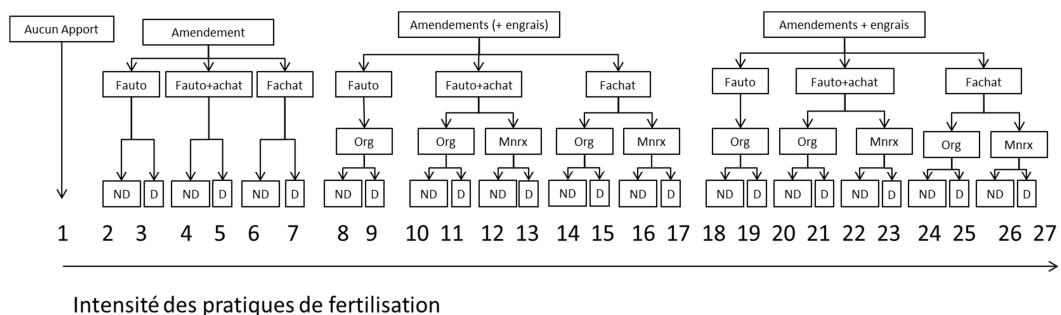 Aucun Apport
Amendement
Amendements (+ engrais)
Amendements + engrais
Fauto Fauto+achat Fachat Fauto Fauto+achat Fachat Fauto Fauto+achat Fachat
Org Org Mnrx Org Mnrx Org Org Mnrx Org Mnrx
ND D ND D ND D ND D ND D ND D ND D ND D ND D ND D ND D ND D ND D
1 2 3 4 5 6 7 8 9 10 11 12 13 14 15 16 17 18 19 20 21 22 23 24 25 26 27
Intensité des pratiques de fertilisation